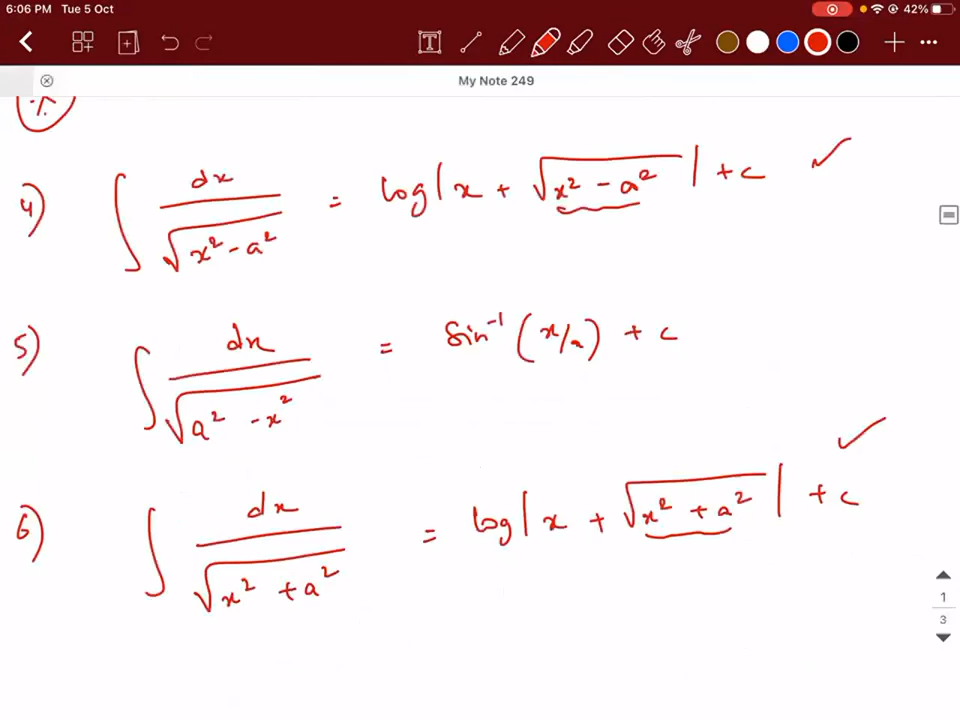 6:06 PM Tue 5 Oct 42%
My Note 249
4) ∫ dx / √(x² - a²) = log|x + √(x² - a²)| + c ✓
5) ∫ dx / √(a² - x²) = sin⁻¹(x/a) + c
6) ∫ dx / √(x² + a²) = log|x + √(x² + a²)| + c ✓
1
3